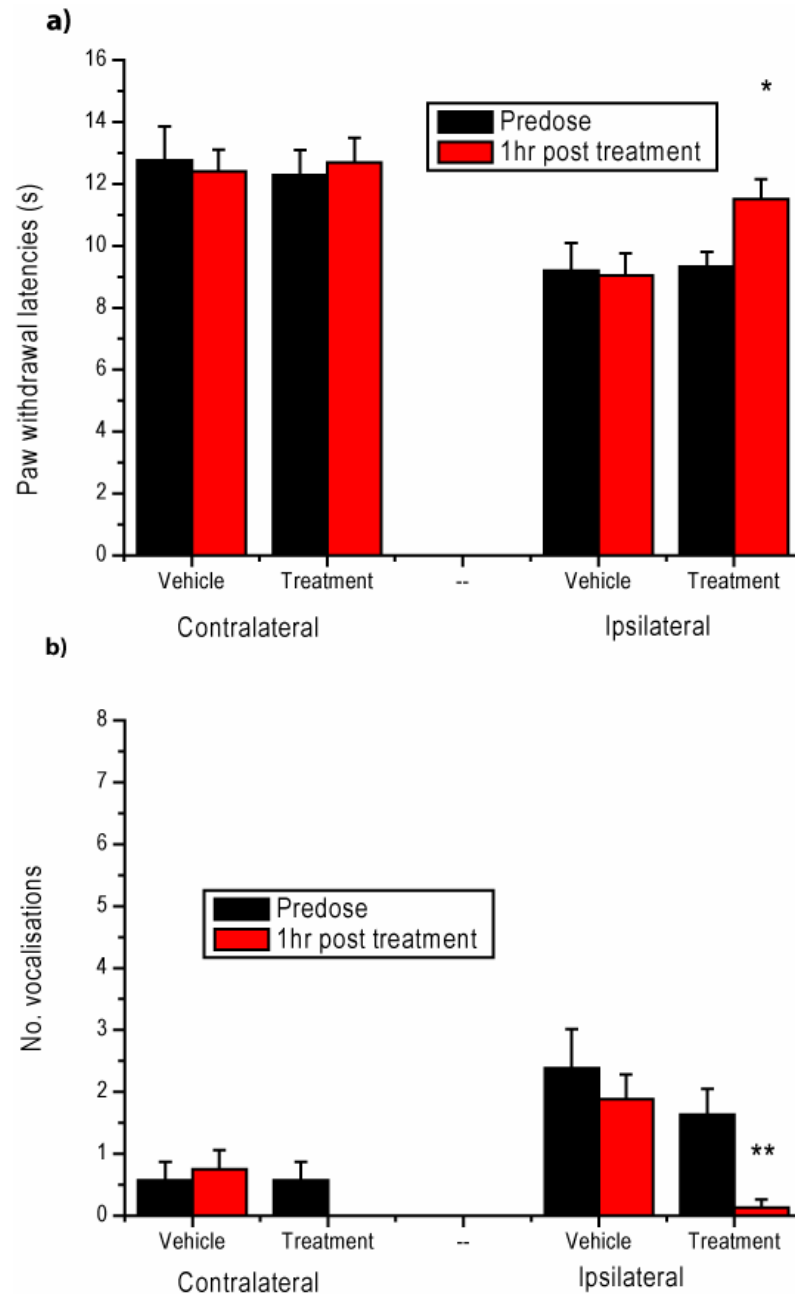 a)
16
14
12
10
8
6
4
2
0
Paw withdrawal latencies (s)
Predose
1hr post treatment
*
Vehicle Treatment -- Vehicle Treatment
Contralateral Ipsilateral
b)
8
7
6
5
4
3
2
1
0
No. vocalisations
Predose
1hr post treatment
**
Vehicle Treatment -- Vehicle Treatment
Contralateral Ipsilateral